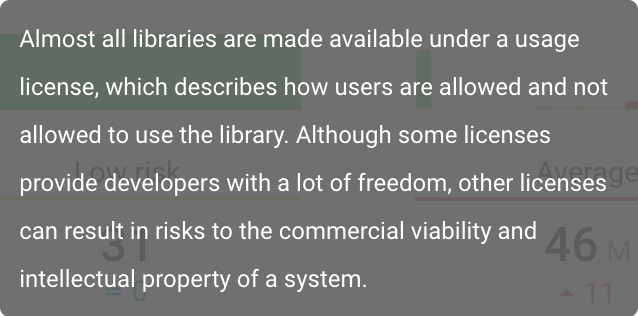 Almost all libraries are made available under a usage
license, which describes how users are allowed and not
allowed to use the library. Although some licenses
Low risk
Average
provide developers with a lot of freedom, other licenses
can result in risks to the commercial viability and
31
46 M
intellectual property of a system.
= 0
▲ 11